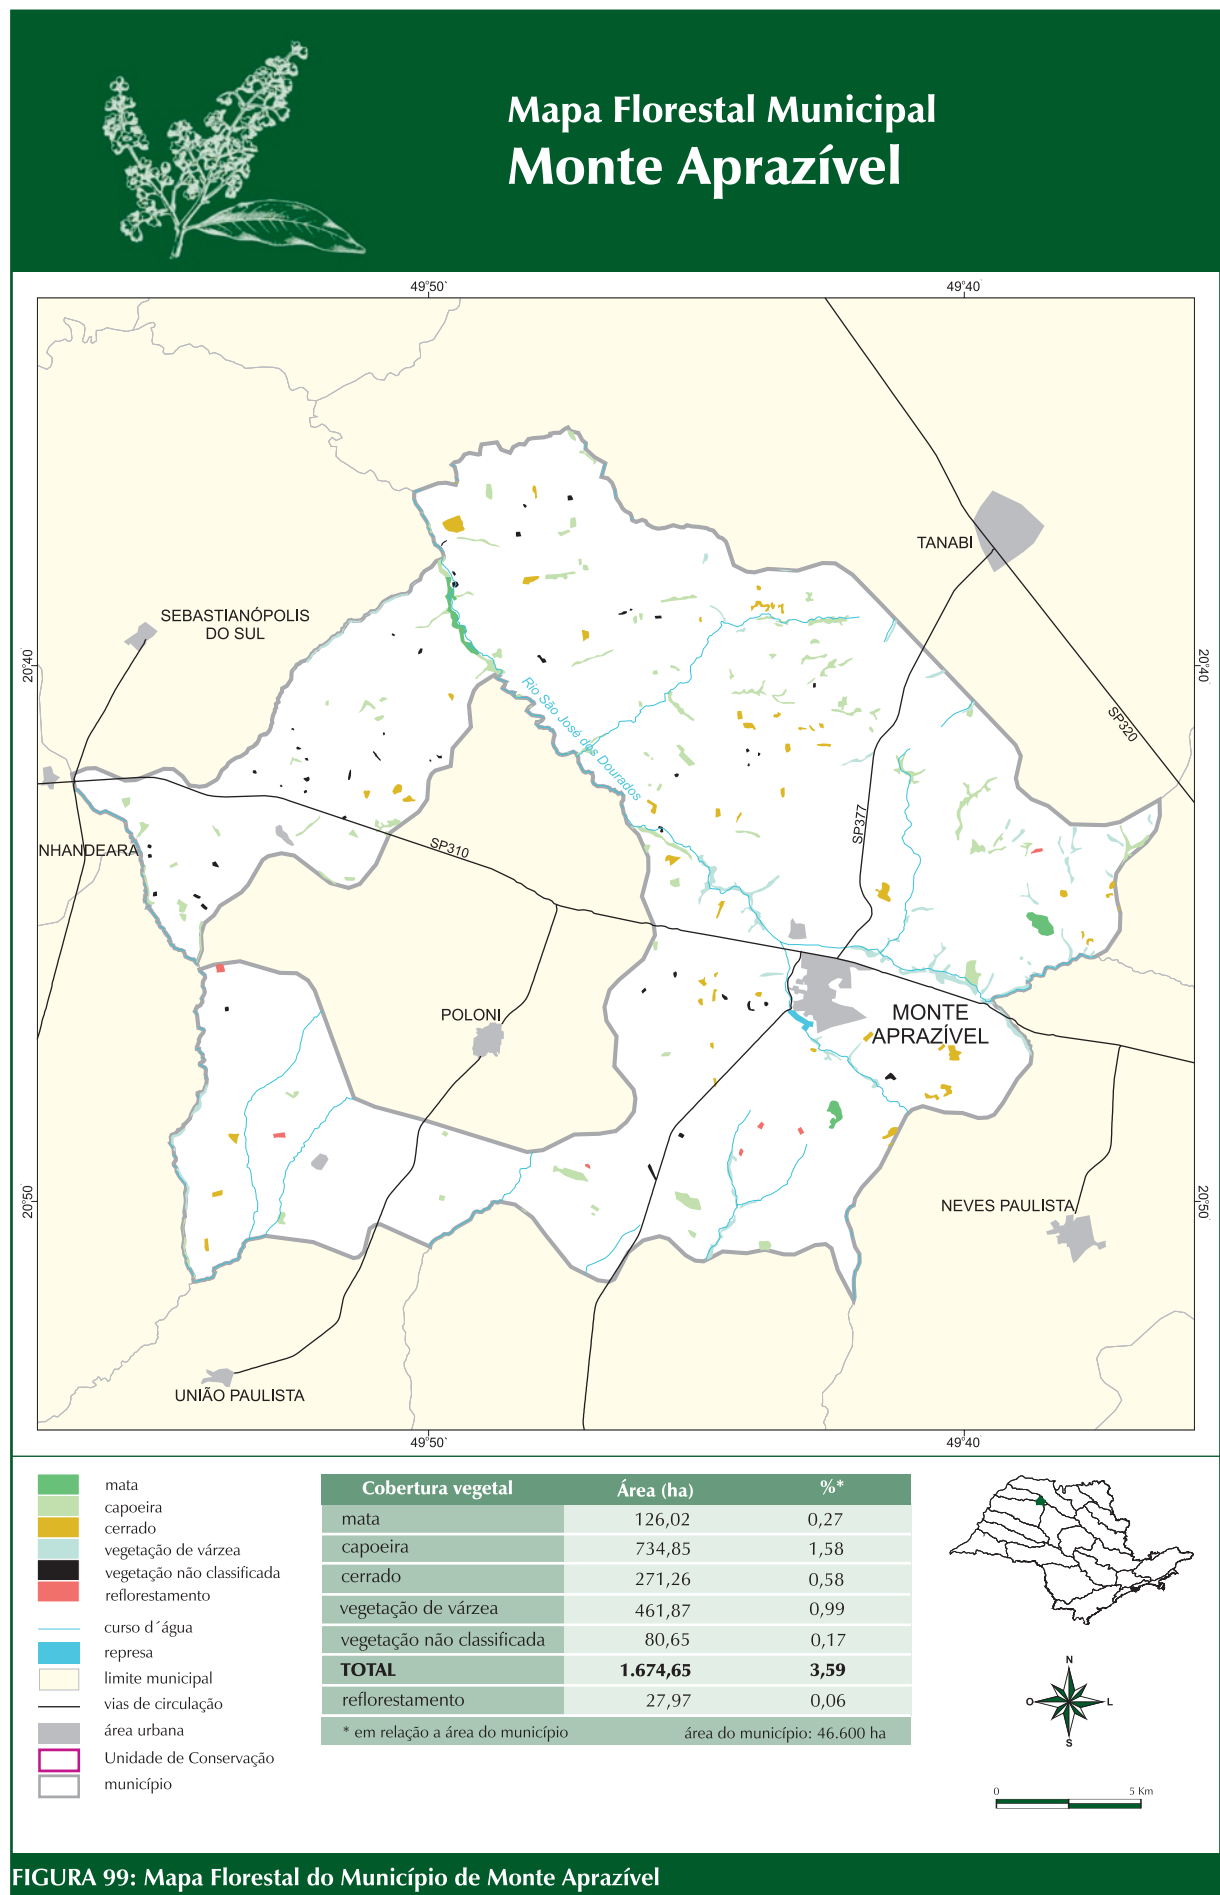 Mapa Florestal Municipal
Monte Aprazível
49°50`
49°40`
TANABI
SEBASTIANÓPOLIS
DO SUL
20°40`
20°40`
Rio São José dos Dourados
SP320
SP377
NHANDEARA
SP310
POLONI
MONTE
APRAZÍVEL
20°50`
20°50`
NEVES PAULISTA
UNIÃO PAULISTA
49°50`
49°40`
mata
capoeira
cerrado
vegetação de várzea
vegetação não classificada
reflorestamento
curso d´água
represa
limite municipal
vias de circulação
área urbana
Unidade de Conservação
município
Cobertura vegetal Área (ha) %*
mata 126,02 0,27
capoeira 734,85 1,58
cerrado 271,26 0,58
vegetação de várzea 461,87 0,99
vegetação não classificada 80,65 0,17
TOTAL 1.674,65 3,59
reflorestamento 27,97 0,06
* em relação a área do município área do município: 46.600 ha
N
O L
S
0 5 Km
FIGURA 99: Mapa Florestal do Município de Monte Aprazível